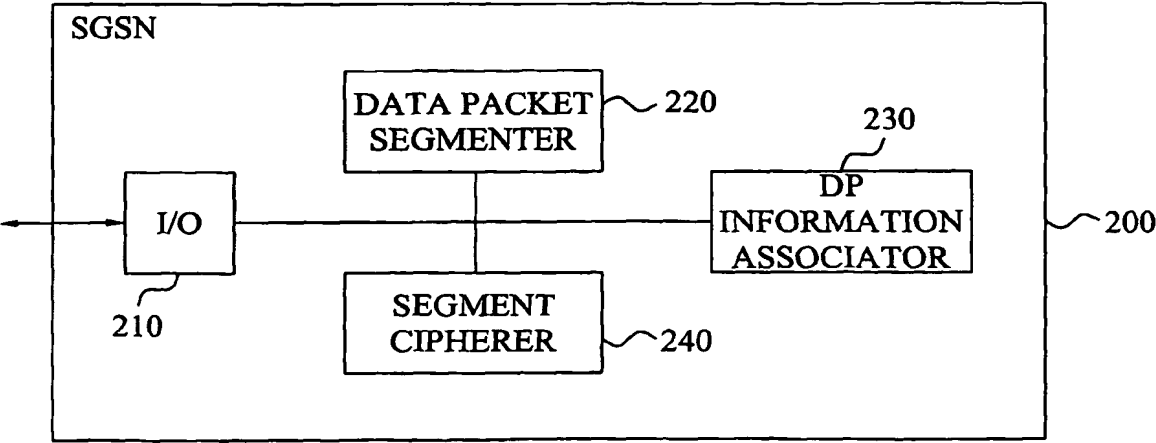 SGSN
DATA PACKET
SEGMENTER
220
230
DP
INFORMATION
ASSOCIATOR
I/O
200
210
SEGMENT
CIPHERER
240